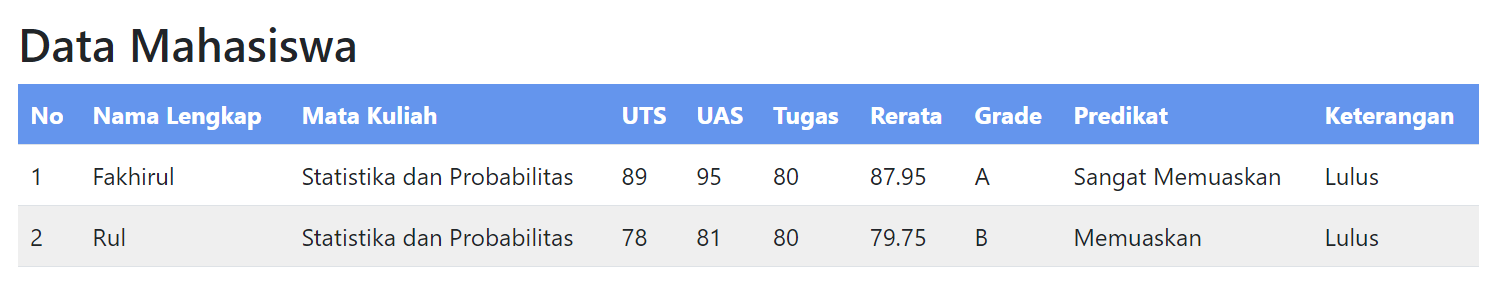 Data Mahasiswa
No Nama Lengkap Mata Kuliah UTS UAS Tugas Rerata Grade Predikat Keterangan
1 Fakhirul Statistika dan Probabilitas 89 95 80 87.95 A Sangat Memuaskan Lulus
2 Rul Statistika dan Probabilitas 78 81 80 79.75 B Memuaskan Lulus